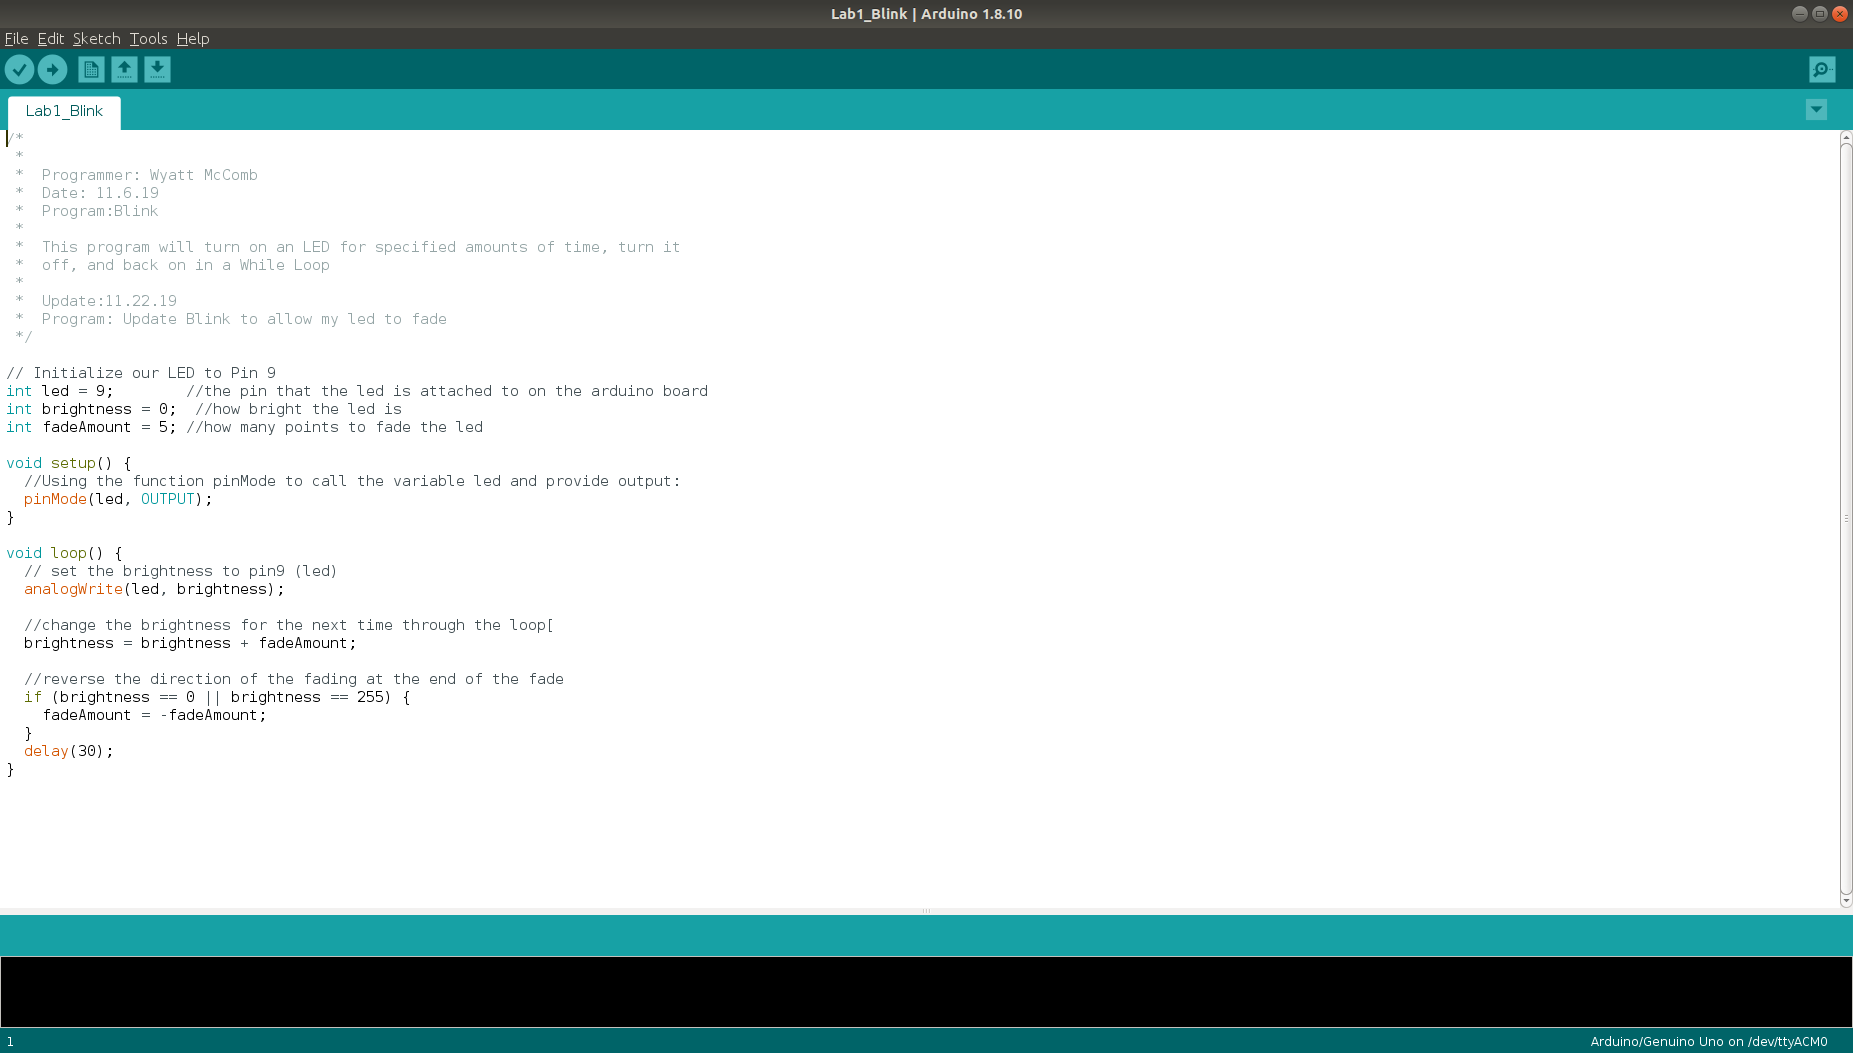 Lab1_Blink | Arduino 1.8.10
File Edit Sketch Tools Help
Lab1_Blink
/*
 *
 *  Programmer: Wyatt McComb
 *  Date: 11.6.19
 *  Program:Blink
 *
 *  This program will turn on an LED for specified amounts of time, turn it
 *  off, and back on in a While Loop
 *
 *  Update:11.22.19
 *  Program: Update Blink to allow my led to fade
 */
// Initialize our LED to Pin 9
int led = 9;        //the pin that the led is attached to on the arduino board
int brightness = 0;  //how bright the led is
int fadeAmount = 5; //how many points to fade the led
void setup() {
  //Using the function pinMode to call the variable led and provide output:
  pinMode(led, OUTPUT);
}
void loop() {
  // set the brightness to pin9 (led)
  analogWrite(led, brightness);
  //change the brightness for the next time through the loop[
  brightness = brightness + fadeAmount;
  //reverse the direction of the fading at the end of the fade
  if (brightness == 0 || brightness == 255) {
    fadeAmount = -fadeAmount;
  }
  delay(30);
}
1
Arduino/Genuino Uno on /dev/ttyACM0